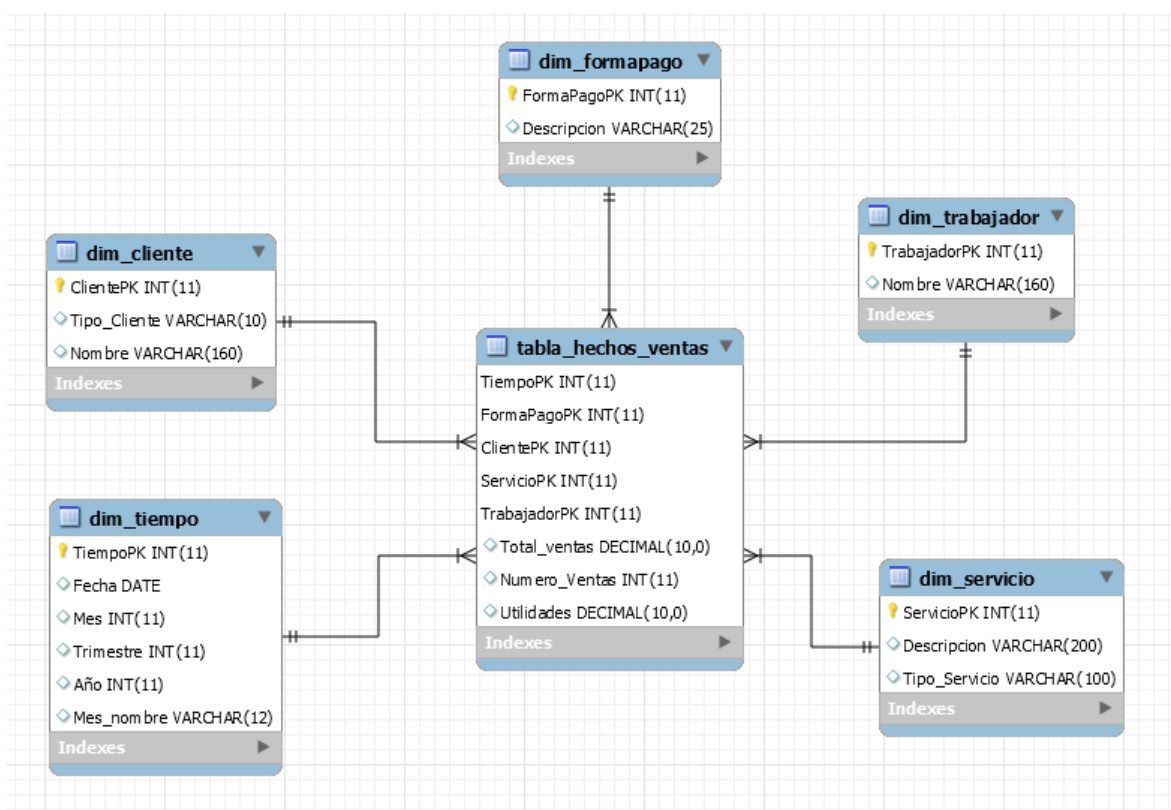 dim_formapago
FormaPagoPK INT(11)
Descripcion VARCHAR(25)
Indexes
dim_trabajador
TrabajadorPK INT(11)
Nombre VARCHAR(160)
Indexes
dim_cliente
ClientePK INT(11)
Tipo_Cliente VARCHAR(10)
Nombre VARCHAR(160)
Indexes
tabla_hechos_ventas
TiempoPK INT(11)
FormaPagoPK INT(11)
ClientePK INT(11)
ServicioPK INT(11)
TrabajadorPK INT(11)
Total_ventas DECIMAL(10,0)
Numero_Ventas INT(11)
Utilidades DECIMAL(10,0)
Indexes
dim_tiempo
TiempoPK INT(11)
Fecha DATE
Mes INT(11)
Trimestre INT(11)
Año INT(11)
Mes_nombre VARCHAR(12)
Indexes
dim_servicio
ServicioPK INT(11)
Descripcion VARCHAR(200)
Tipo_Servicio VARCHAR(100)
Indexes